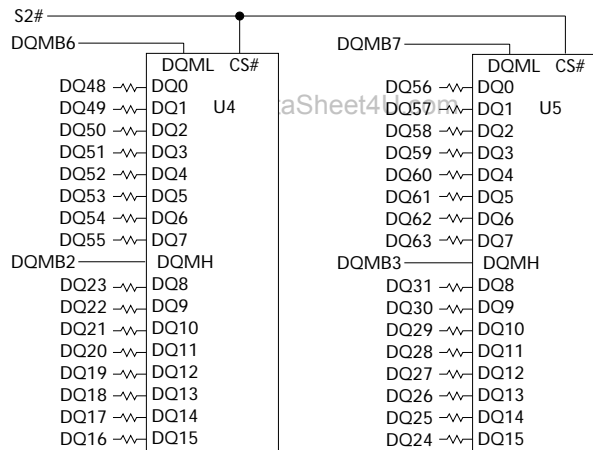 S2#
DQMB6
DQMB7
DQML CS#
DQML CS#
DQ48 DQ0
DQ56 DQ0
DQ49 DQ1 U4
taSheet4U.com
DQ57 DQ1 U5
DQ50 DQ2
DQ58 DQ2
DQ51 DQ3
DQ59 DQ3
DQ52 DQ4
DQ60 DQ4
DQ53 DQ5
DQ61 DQ5
DQ54 DQ6
DQ62 DQ6
DQ55 DQ7
DQ63 DQ7
DQMB2 DQMH
DQMB3 DQMH
DQ23 DQ8
DQ31 DQ8
DQ22 DQ9
DQ30 DQ9
DQ21 DQ10
DQ29 DQ10
DQ20 DQ11
DQ28 DQ11
DQ19 DQ12
DQ27 DQ12
DQ18 DQ13
DQ26 DQ13
DQ17 DQ14
DQ25 DQ14
DQ16 DQ15
DQ24 DQ15